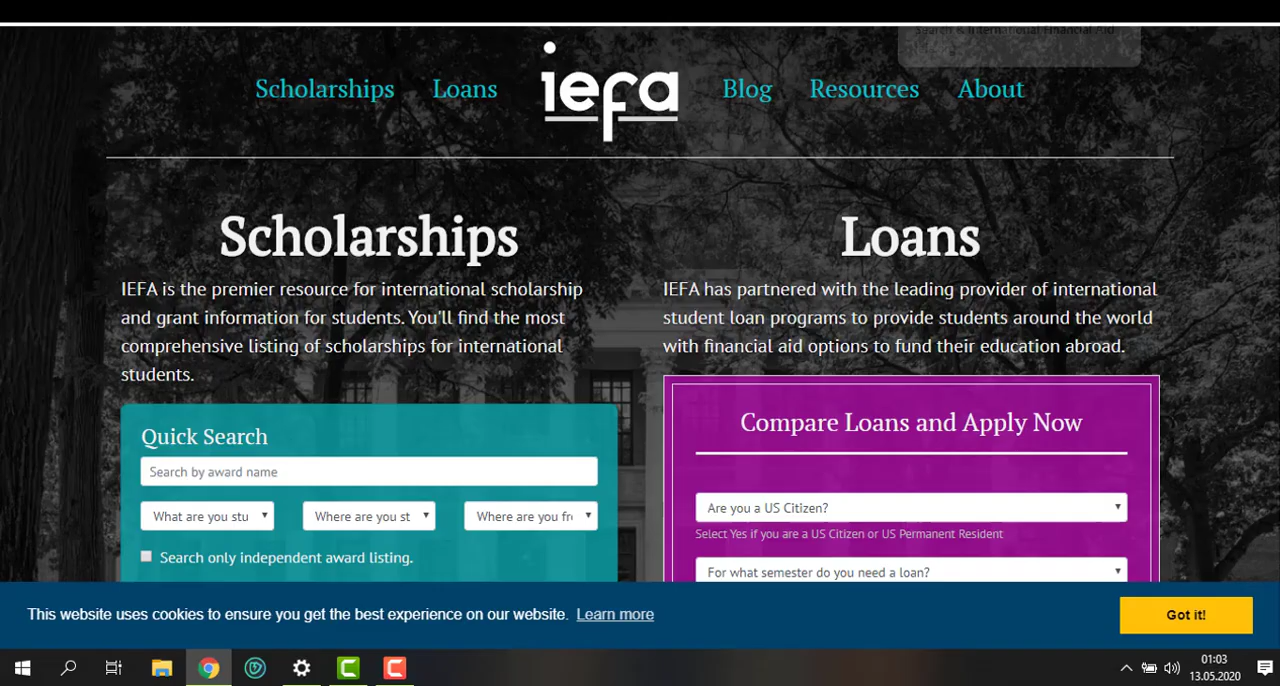 Search & International Financial Aid
Scholarships Loans iefa Blog Resources About
Scholarships
IEFA is the premier resource for international scholarship
and grant information for students. You'll find the most
comprehensive listing of scholarships for international
students.
Quick Search
Search by award name
What are you stu Where are you st Where are you fr
Search only independent award listing.
Loans
IEFA has partnered with the leading provider of international
student loan programs to provide students around the world
with financial aid options to fund their education abroad.
Compare Loans and Apply Now
Are you a US Citizen?
Select Yes if you are a US Citizen or US Permanent Resident
For what semester do you need a loan?
This website uses cookies to ensure you get the best experience on our website. Learn more Got it!
01:03
13.05.2020